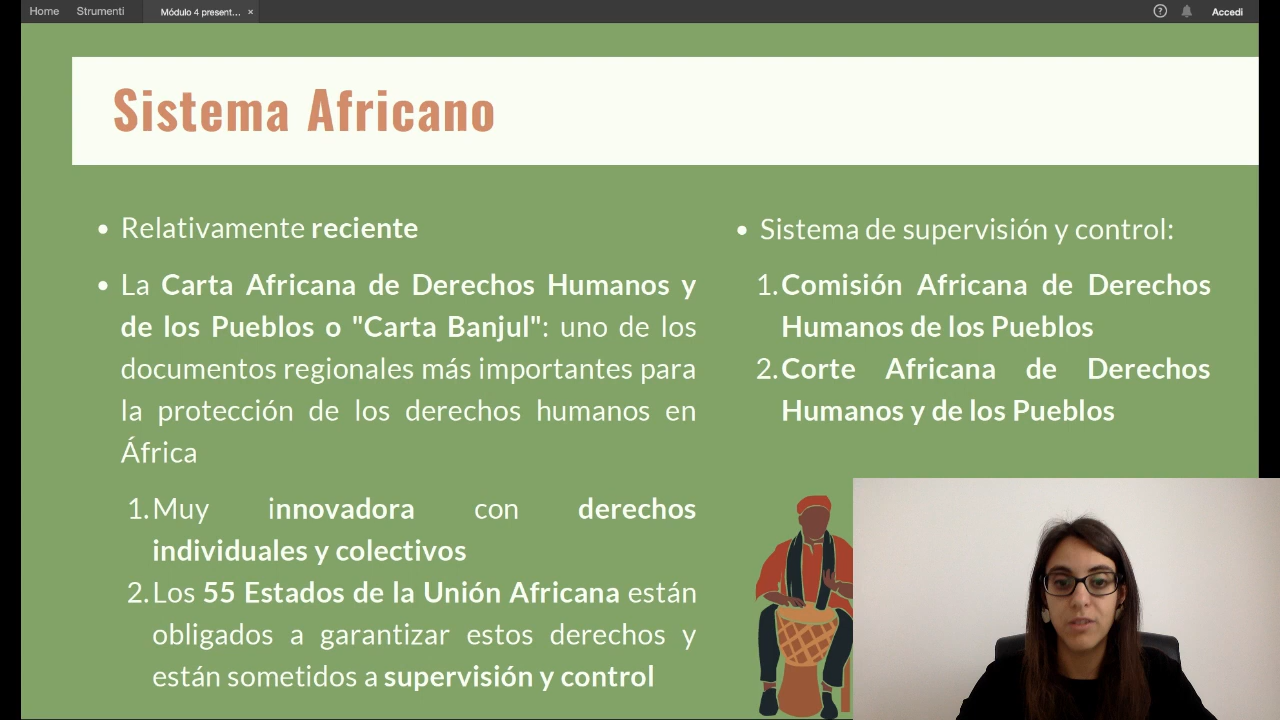 Home Strumenti Módulo 4 present... × ? Accedi
Sistema Africano
• Relativamente reciente
• La Carta Africana de Derechos Humanos y
de los Pueblos o "Carta Banjul": uno de los
documentos regionales más importantes para
la protección de los derechos humanos en
África
1. Muy innovadora con derechos
individuales y colectivos
2. Los 55 Estados de la Unión Africana están
obligados a garantizar estos derechos y
están sometidos a supervisión y control
• Sistema de supervisión y control:
1. Comisión Africana de Derechos
Humanos de los Pueblos
2. Corte Africana de Derechos
Humanos y de los Pueblos